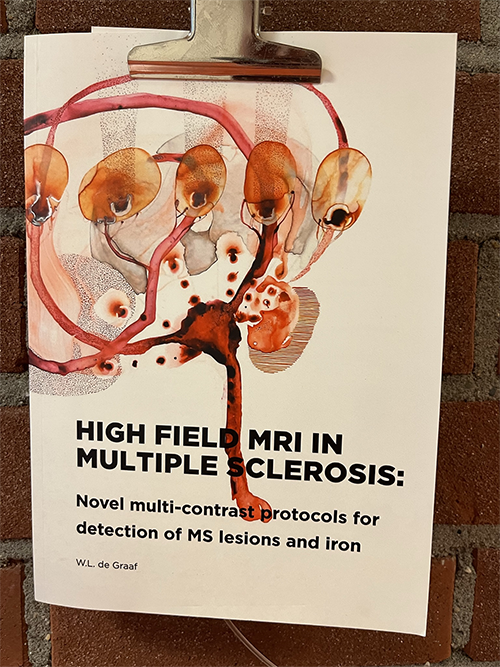 HIGH FIELD MRI IN
MULTIPLE SCLEROSIS:
Novel multi-contrast protocols for
detection of MS lesions and iron
W.L. de Graaf